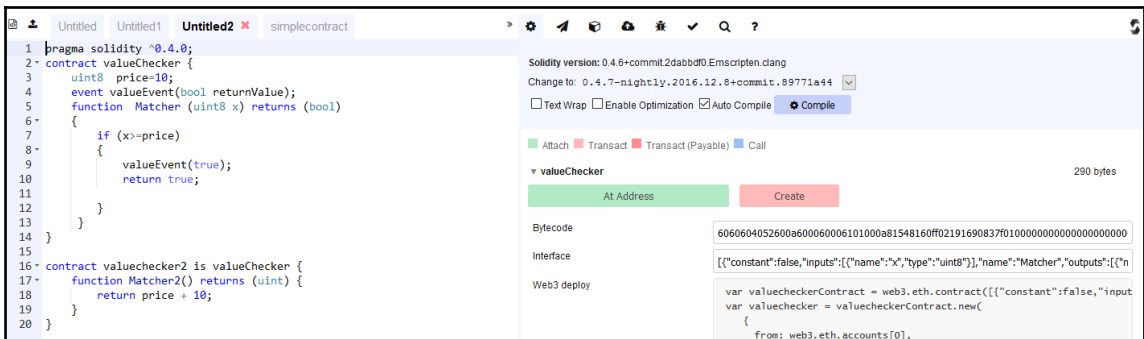 Untitled Untitled1 Untitled2 ✖ simplecontract » ?
1 pragma solidity ^0.4.0;
2 contract valueChecker {
3 uint8 price=10;
4 event valueEvent(bool returnValue);
5 function Matcher (uint8 x) returns (bool)
6 {
7 if (x>=price)
8 {
9 valueEvent(true);
10 return true;
11
12 }
13 }
14 }
15
16 contract valuechecker2 is valueChecker {
17 function Matcher2() returns (uint) {
18 return price + 10;
19 }
20 }
Solidity version: 0.4.6+commit.2dabbdf0.Emscripten.clang
Change to: 0.4.7-nightly.2016.12.8+commit.89771a44
Text Wrap Enable Optimization Auto Compile Compile
Attach Transact Transact (Payable) Call
valueChecker 290 bytes
At Address Create
Bytecode
6060604052600a600060006101000a81548160ff02191690837f01000000000000000000000
Interface
[{"constant":false,"inputs":[{"name":"x","type":"uint8"}],"name":"Matcher","outputs":[{"n
Web3 deploy
var valuecheckerContract = web3.eth.contract([{"constant":false,"input
var valuechecker = valuecheckerContract.new(
{
from: web3.eth.accounts[0],